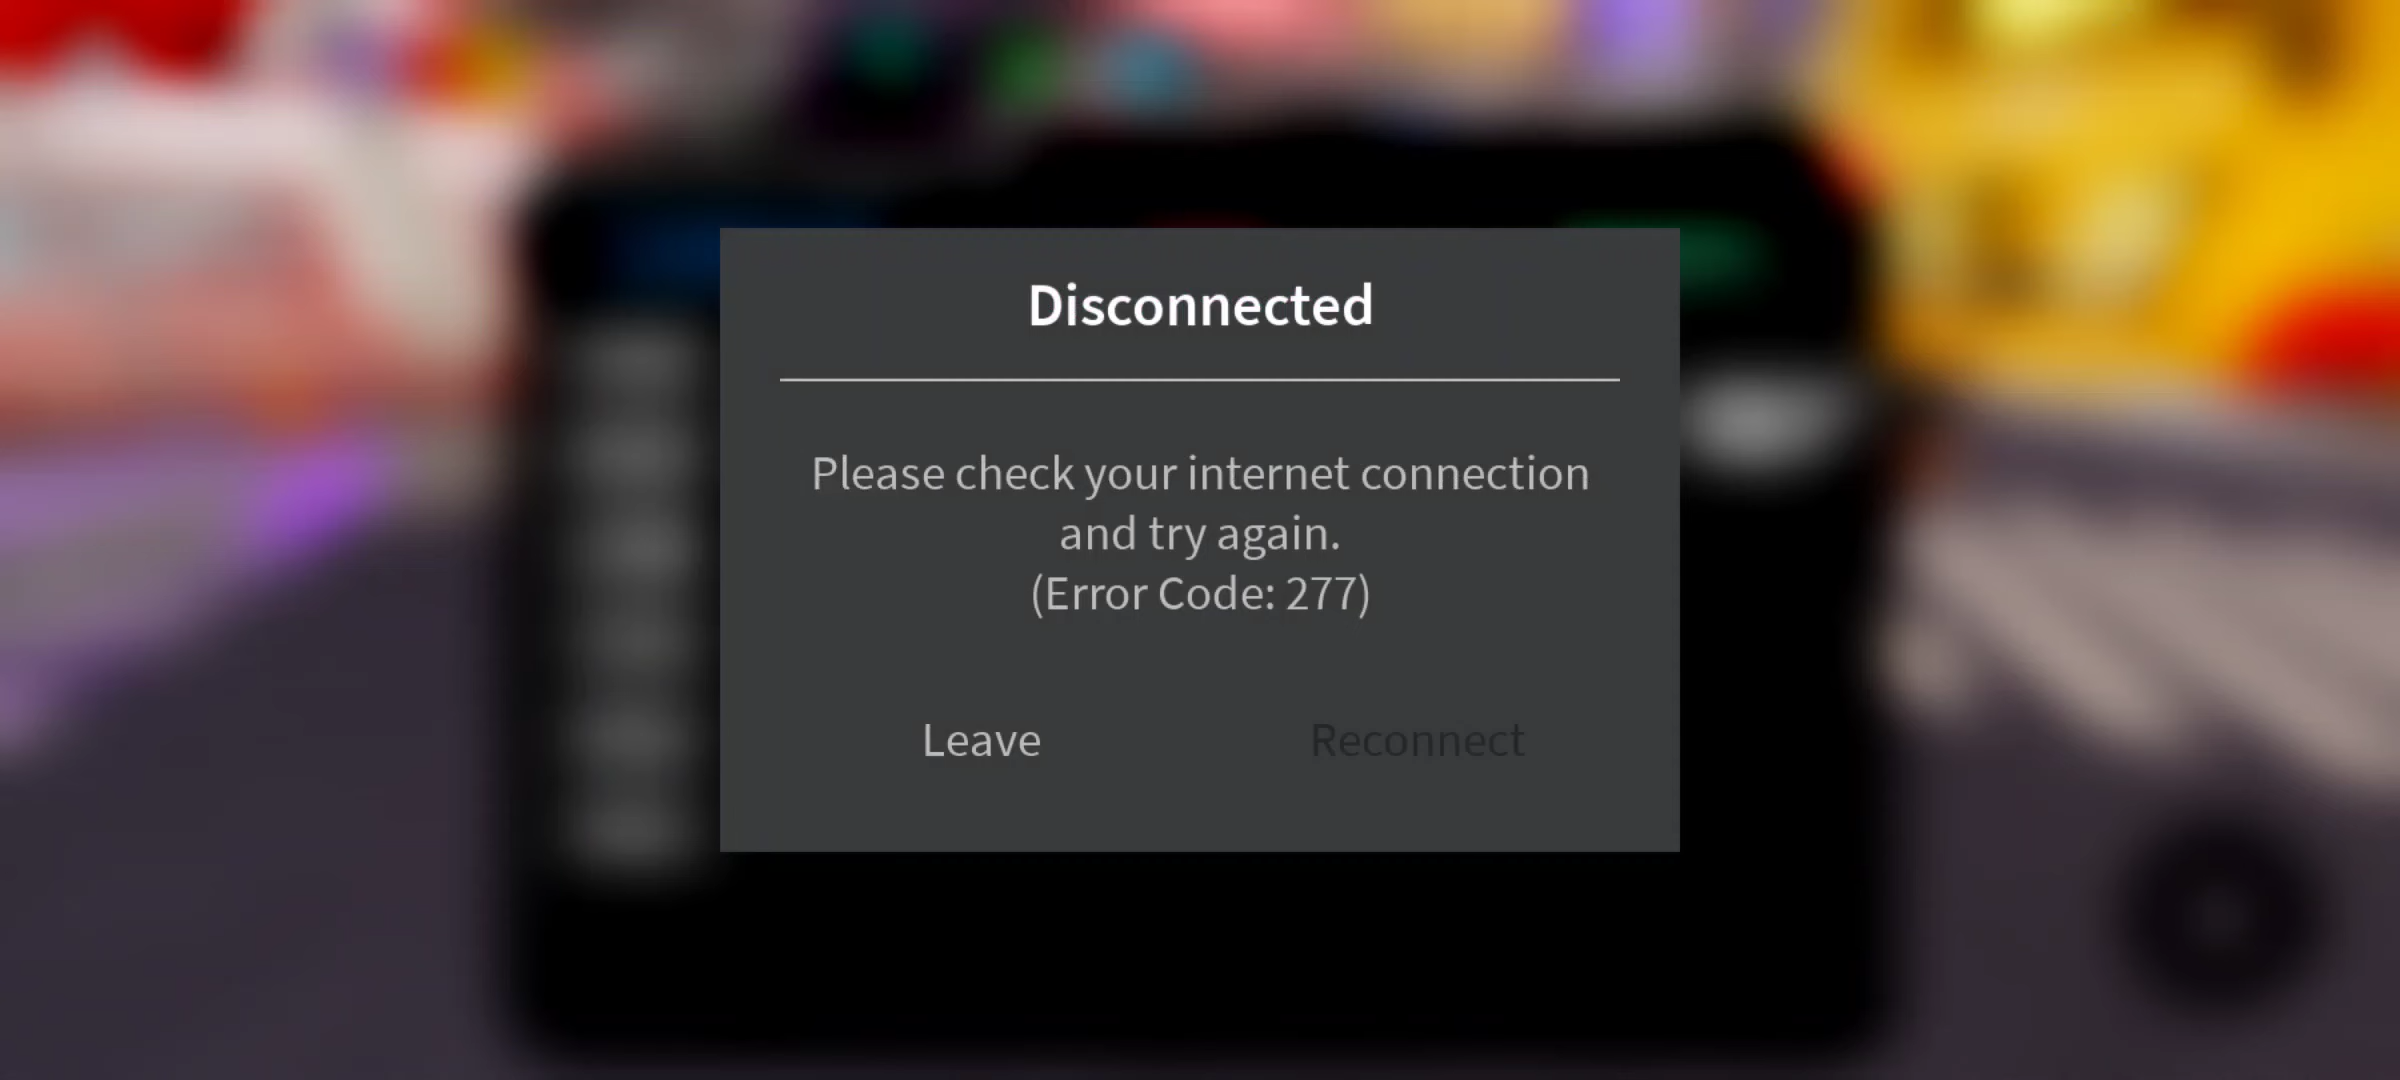 Disconnected
Please check your internet connection
and try again.
(Error Code: 277)
Leave
Reconnect